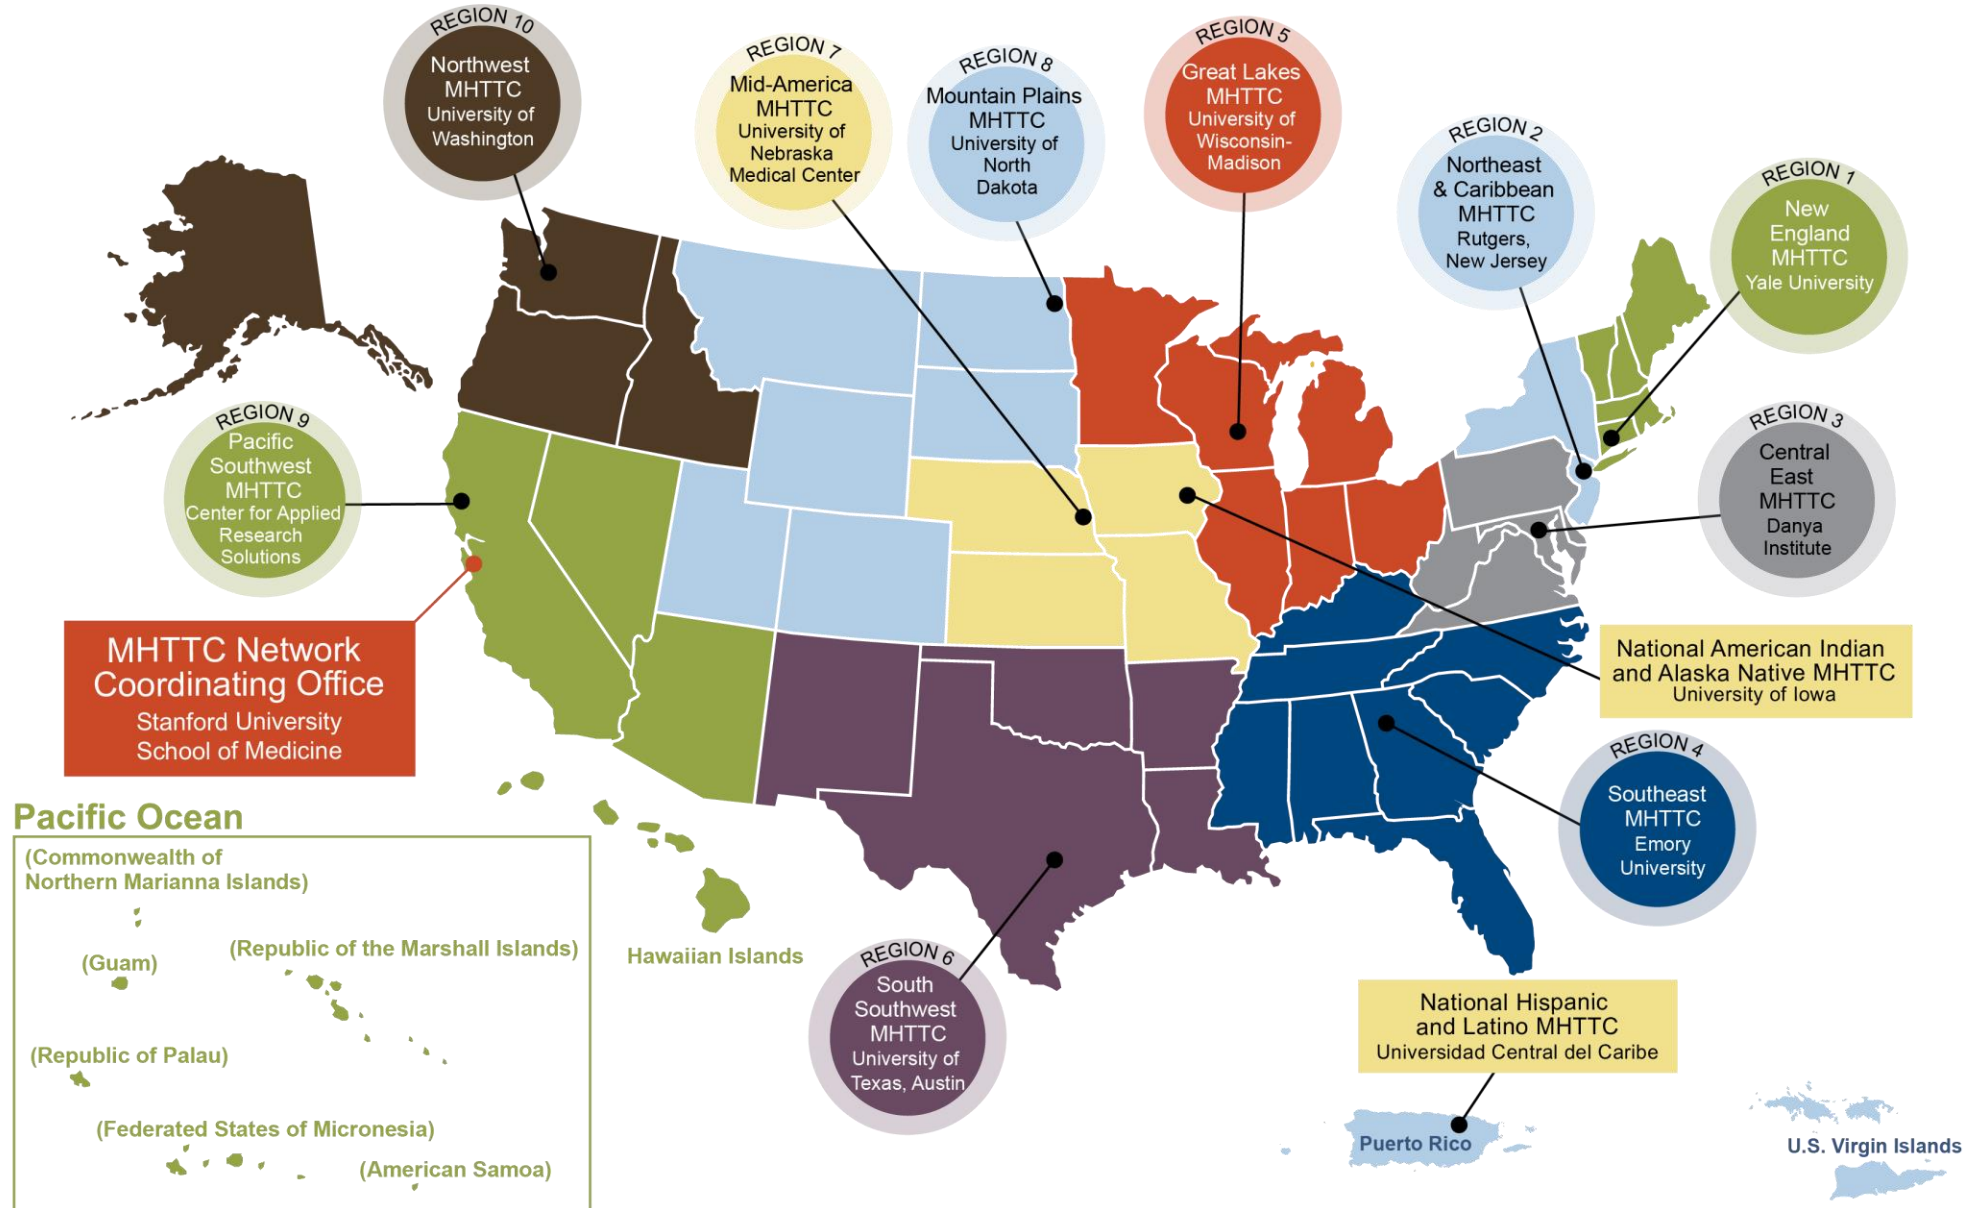 REGION 10
Northwest
MHTTC
University of
Washington
REGION 7
Mid-America
MHTTC
University of
Nebraska
Medical Center
REGION 8
Mountain Plains
MHTTC
University of
North
Dakota
REGION 5
Great Lakes
MHTTC
University of
Wisconsin-
Madison
REGION 2
Northeast
& Caribbean
MHTTC
Rutgers,
New Jersey
REGION 1
New
England
MHTTC
Yale University
REGION 9
Pacific
Southwest
MHTTC
Center for Applied
Research
Solutions
REGION 3
Central
East
MHTTC
Danya
Institute
MHTTC Network
Coordinating Office
Stanford University
School of Medicine
National American Indian
and Alaska Native MHTTC
University of Iowa
REGION 4
Southeast
MHTTC
Emory
University
Pacific Ocean
(Commonwealth of
Northern Marianna Islands)
(Guam)
(Republic of the Marshall Islands)
(Republic of Palau)
(Federated States of Micronesia)
(American Samoa)
Hawaiian Islands
REGION 6
South
Southwest
MHTTC
University of
Texas, Austin
National Hispanic
and Latino MHTTC
Universidad Central del Caribe
Puerto Rico
U.S. Virgin Islands